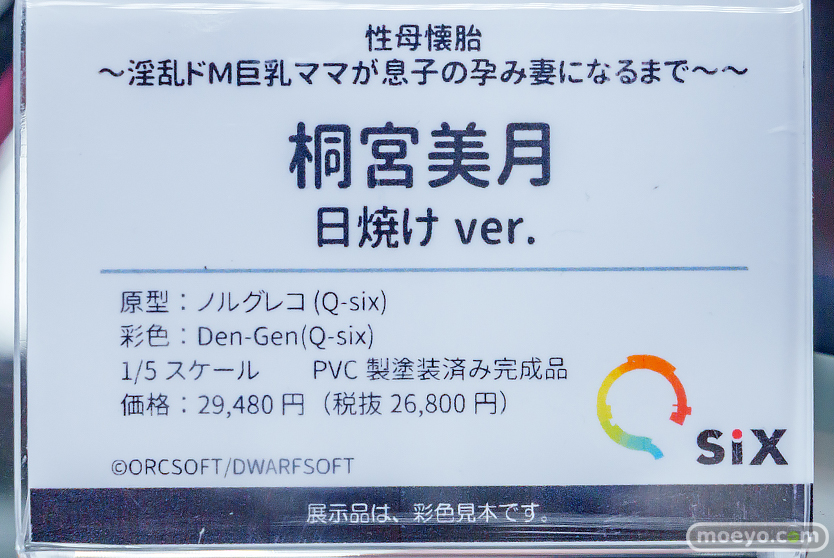 性母懐胎
～淫乱ドM巨乳ママが息子の孕み妻になるまで～～
桐宮美月
日焼け ver.
原型：ノルグレコ (Q-six)
彩色：Den-Gen(Q-six)
1/5 スケール　　PVC 製塗装済み完成品
価格：29,480 円（税抜 26,800 円）
SiX
©ORCSOFT/DWARFSOFT
展示品は、彩色見本です。
moeyo.com